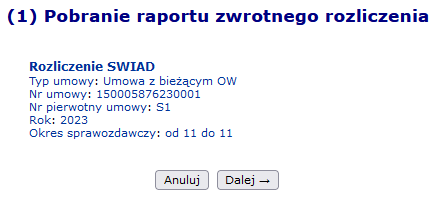 (1) Pobranie raportu zwrotnego rozliczenia
Rozliczenie SWIAD
Typ umowy: Umowa z bieżącym OW
Nr umowy: 150005876230001
Nr pierwotny umowy: S1
Rok: 2023
Okres sprawozdawczy: od 11 do 11
Anuluj Dalej →